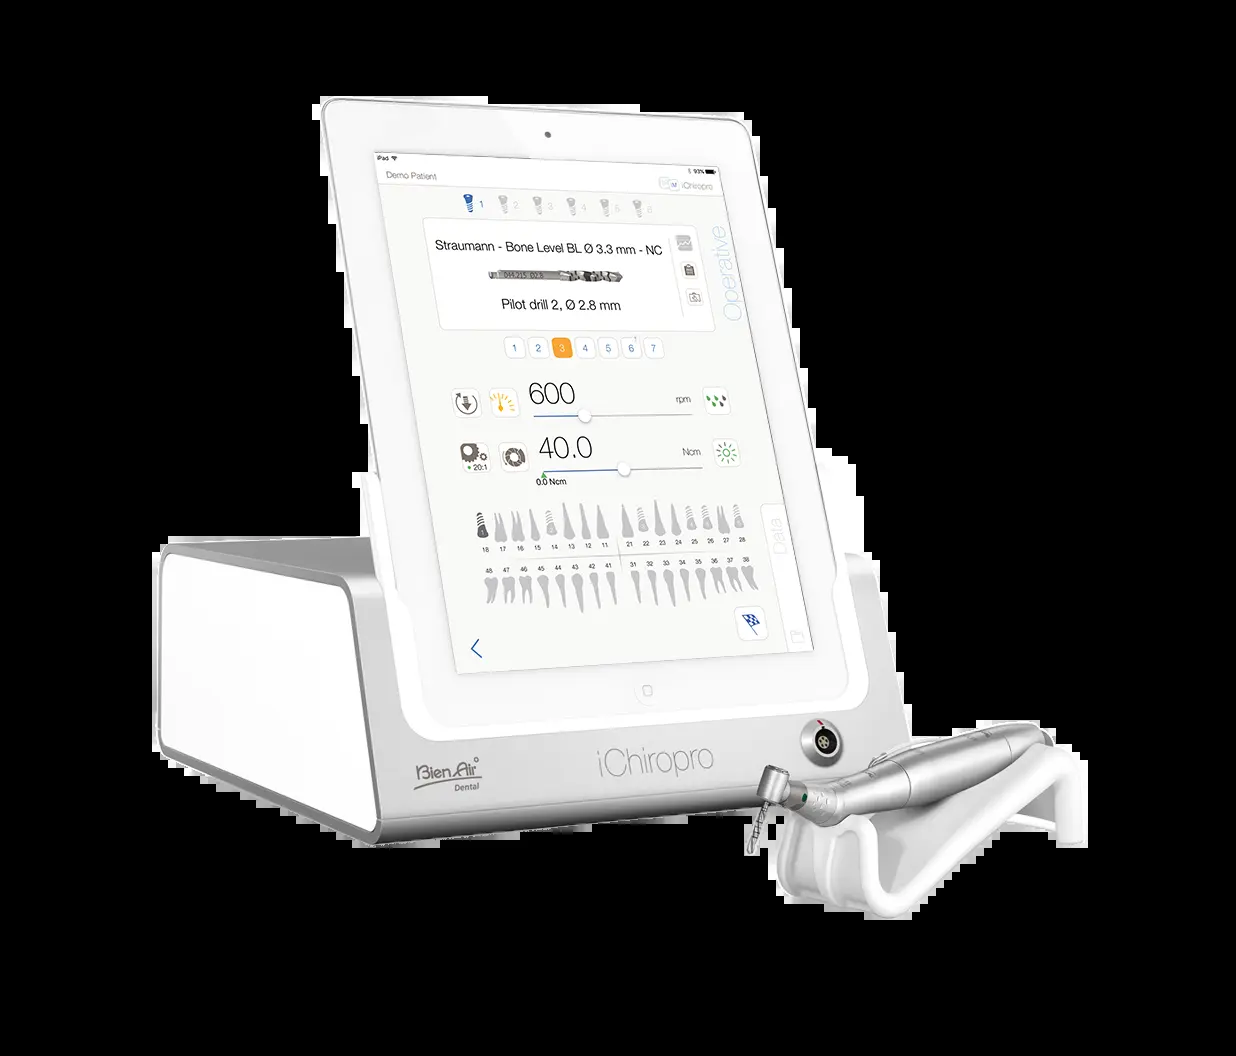 iPad
93%
Demo Patient
iChiropro
1 2 3 4 5 6
Operative
Straumann - Bone Level BL Ø 3.3 mm - NC
Pilot drill 2, Ø 2.8 mm
1 2 3 4 5 6 7
600
rpm
20:1
40.0
Ncm
0.0 Ncm
Data
18 17 16 15 14 13 12 11 21 22 23 24 25 26 27 28
48 47 46 45 44 43 42 41 31 32 33 34 35 36 37 38
Bien Air
Dental
iChiropro